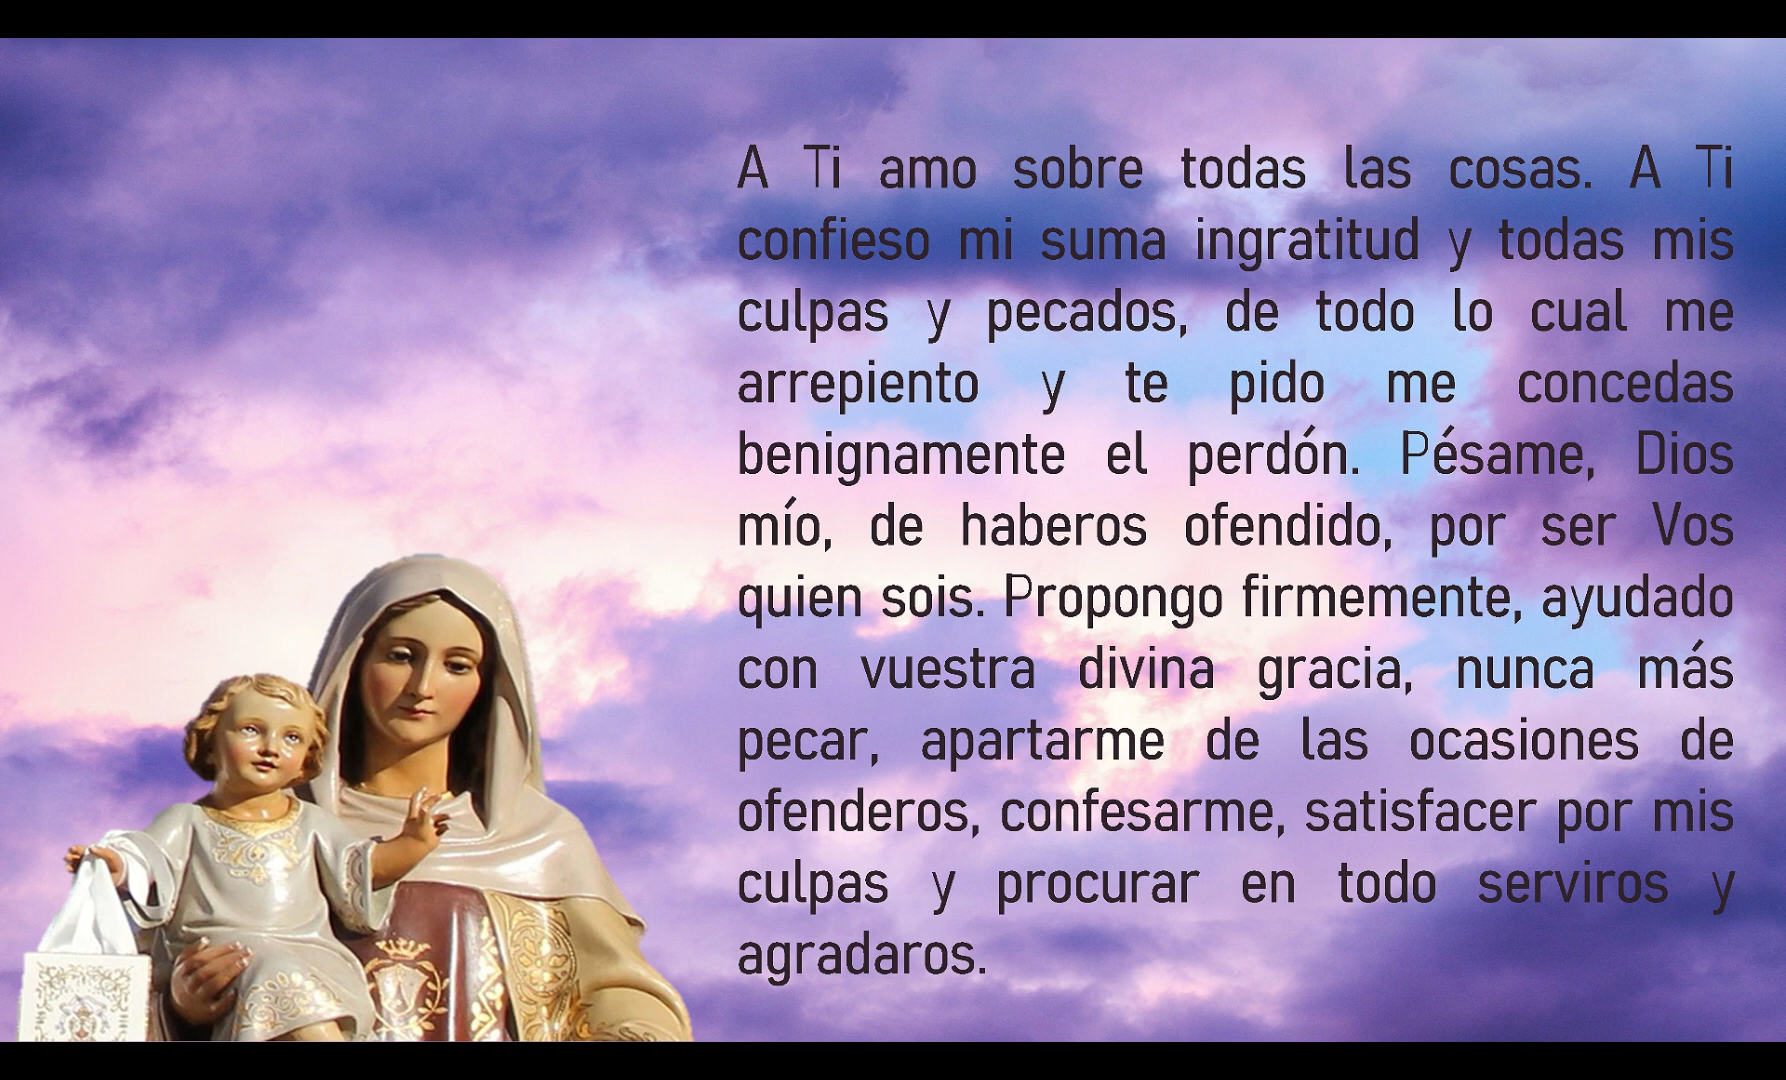 A Ti amo sobre todas las cosas. A Ti
confieso mi suma ingratitud y todas mis
culpas y pecados, de todo lo cual me
arrepiento y te pido me concedas
benignamente el perdón. Pésame, Dios
mío, de haberos ofendido, por ser Vos
quien sois. Propongo firmemente, ayudado
con vuestra divina gracia, nunca más
pecar, apartarme de las ocasiones de
ofenderos, confesarme, satisfacer por mis
culpas y procurar en todo serviros y
agradaros.